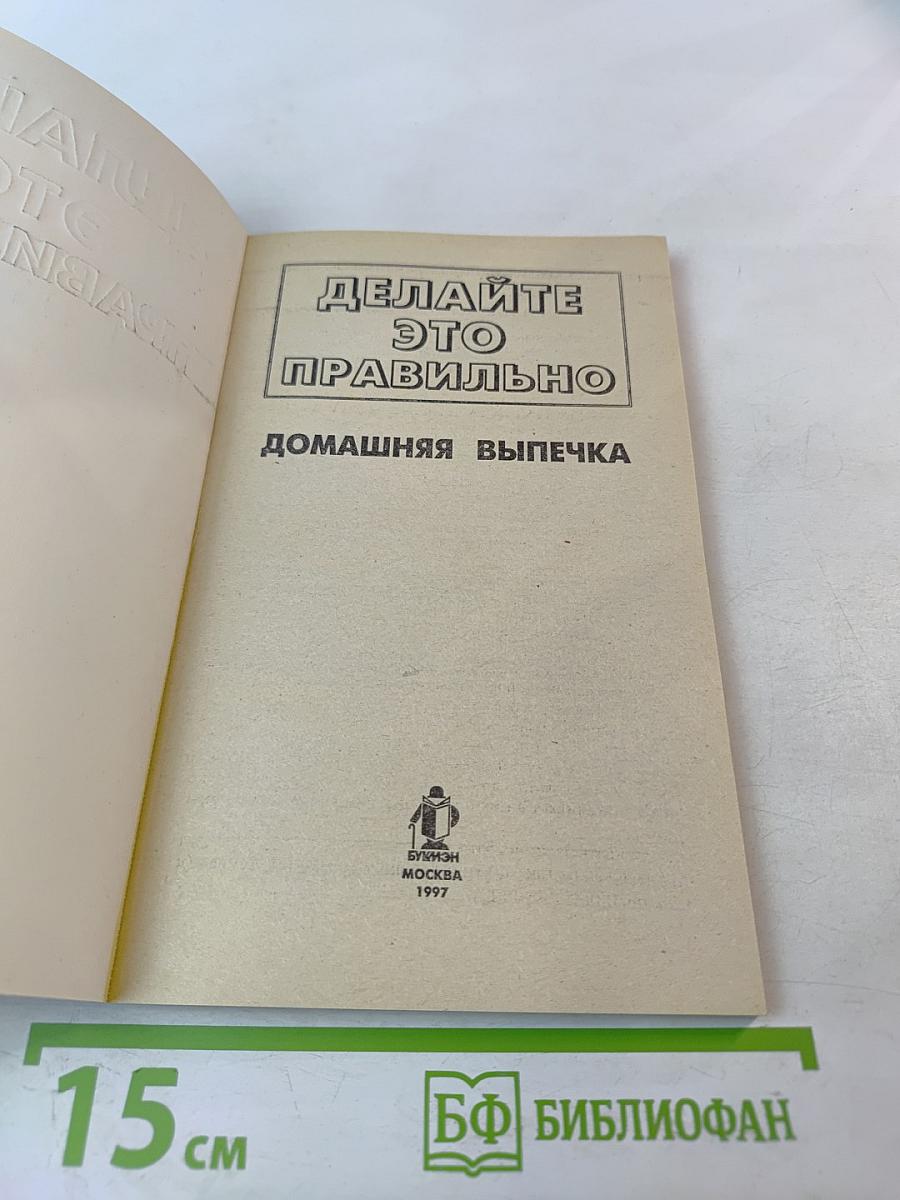 ДЕЛАЙТЕ
ЭТО
ПРАВИЛЬНО
ДОМАШНЯЯ ВЫПЕЧКА
БУКМЭН
МОСКВА
1997
15 см
БФ БИБЛИОФАН